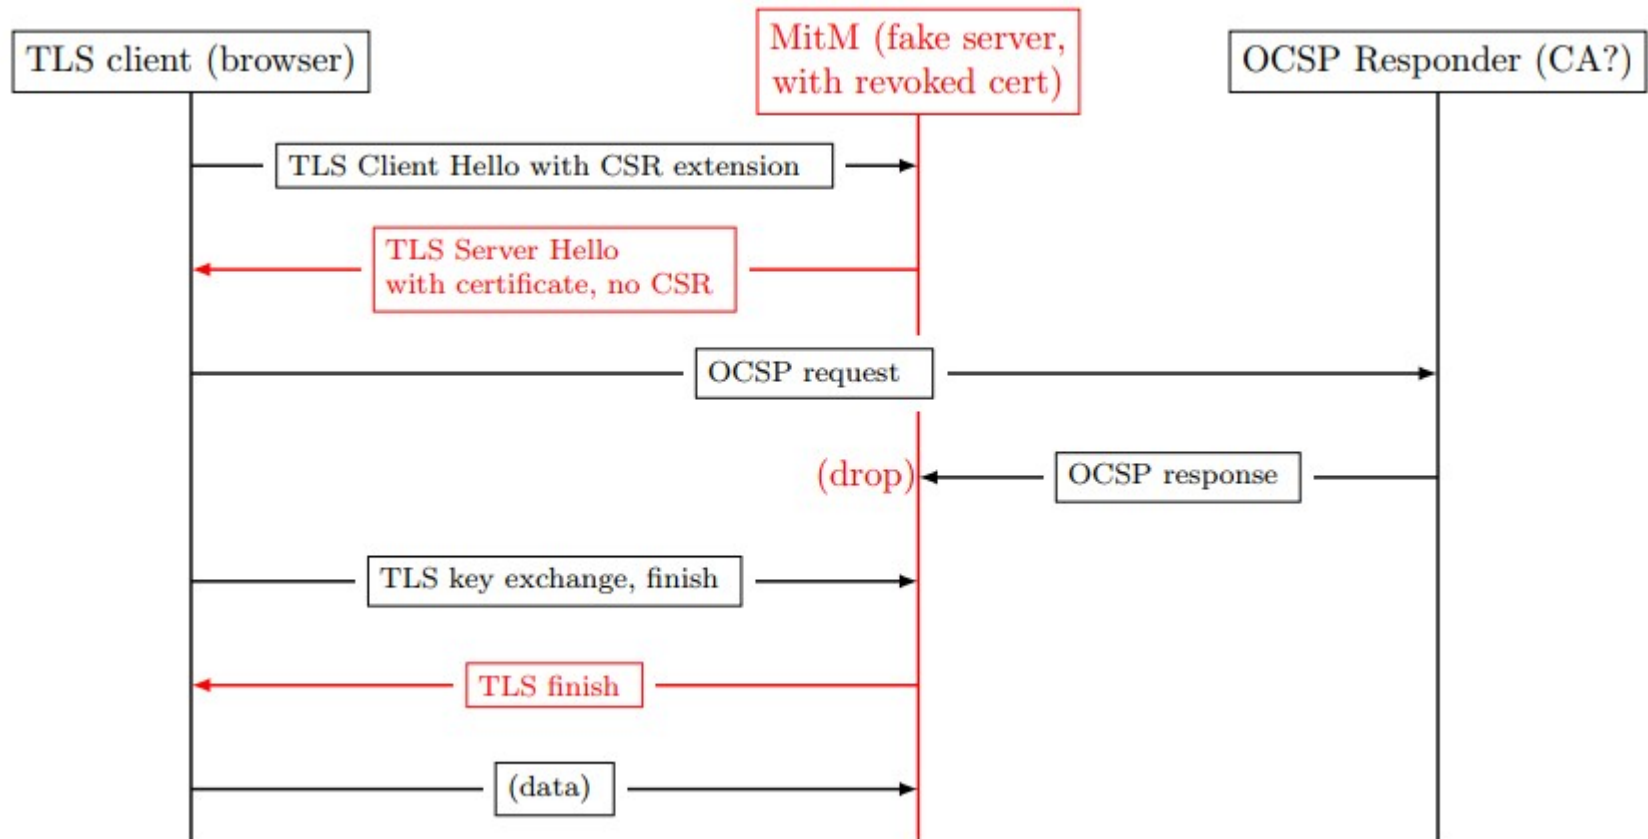 TLS client (browser)
MitM (fake server,
with revoked cert)
OCSP Responder (CA?)
TLS Client Hello with CSR extension
TLS Server Hello
with certificate, no CSR
OCSP request
(drop)
OCSP response
TLS key exchange, finish
TLS finish
(data)